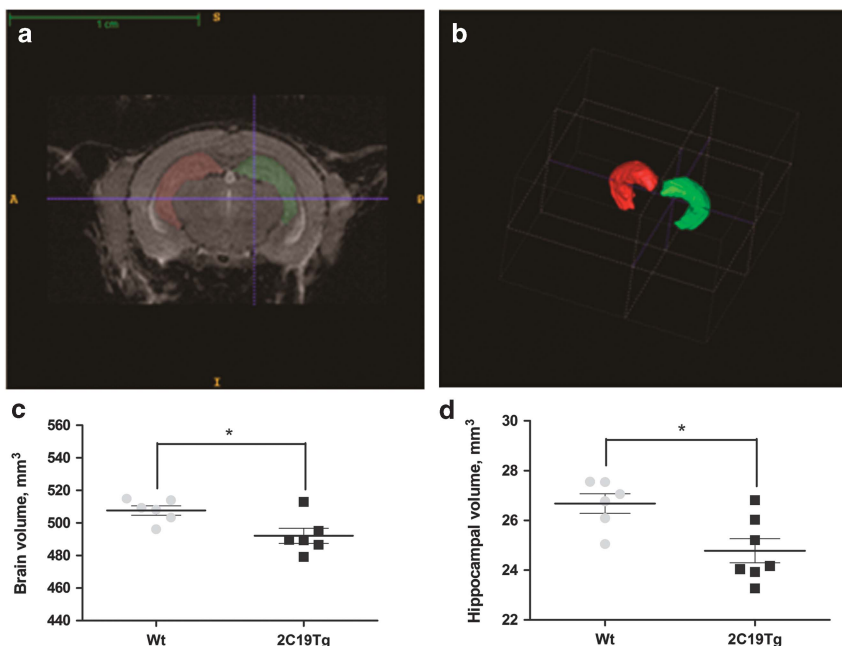 a
1 cm
S
A
P
I
b
c
Brain volume, mm³
560
540
520
500
480
460
440
*
Wt
2C19Tg
d
Hippocampal volume, mm³
30
28
26
24
22
*
Wt
2C19Tg